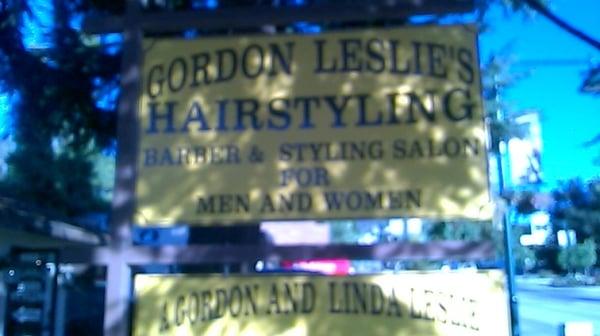 GORDON LESLIE'S
HAIRSTYLING
BARBER & STYLING SALON
FOR
MEN AND WOMEN
A GORDON AND LINDA LESLIE